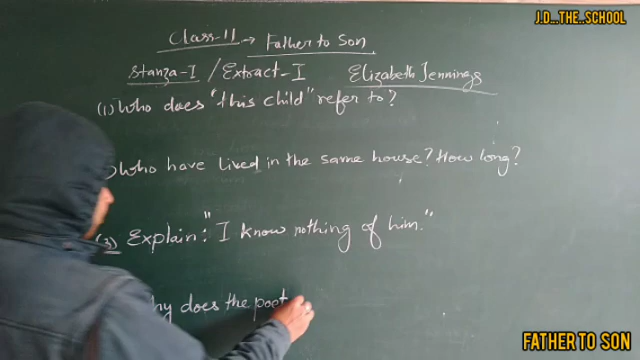 J.D...THE..SCHOOL
Class-11 → Father to Son
Stanza-I / Extract-I Elizabeth Jennings
(1) Who does "this child" refer to?
) Who have lived in the same house? How long?
(3) Explain: "I know nothing of him."
hy does the poet
FATHER TO SON